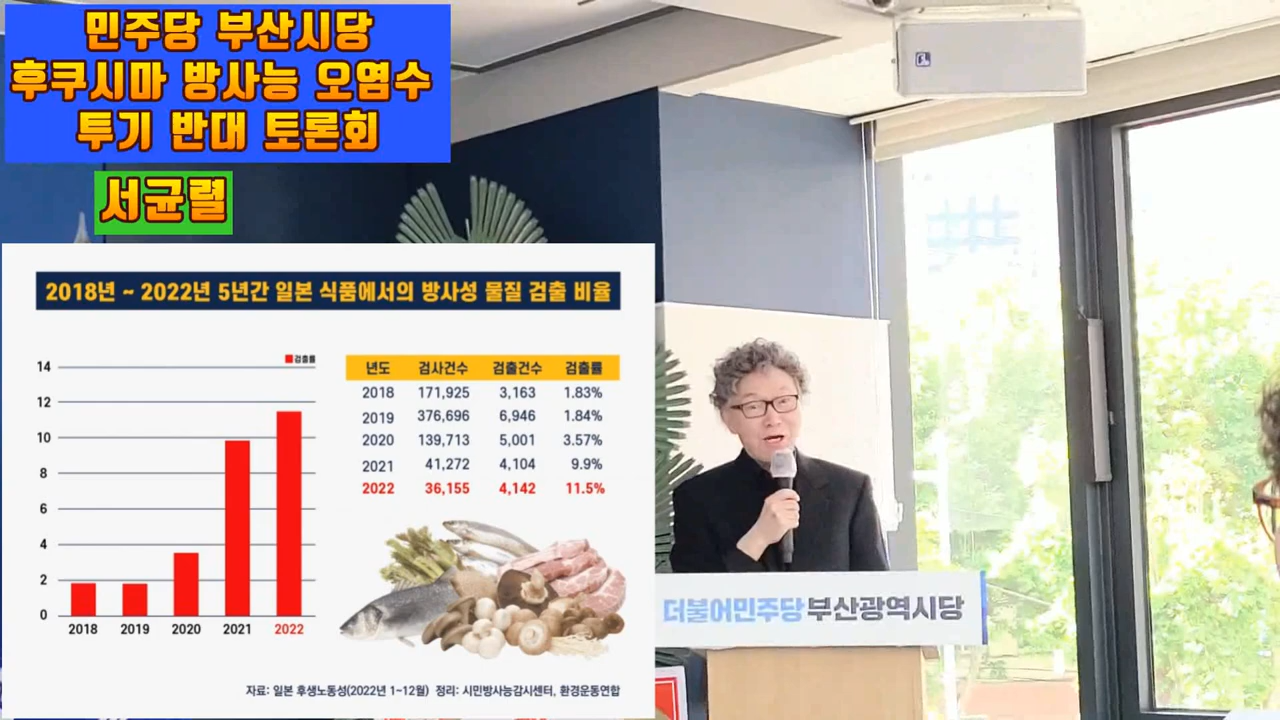 민주당 부산시당
후쿠시마 방사능 오염수
투기 반대 토론회
서균렬
2018년 ~ 2022년 5년간 일본 식품에서의 방사성 물질 검출 비율
검출률
14
12
10
8
6
4
2
0
2018 2019 2020 2021 2022
년도 검사건수 검출건수 검출률
2018 171,925 3,163 1.83%
2019 376,696 6,946 1.84%
2020 139,713 5,001 3.57%
2021 41,272 4,104 9.9%
2022 36,155 4,142 11.5%
자료: 일본 후생노동성(2022년 1~12월) 정리: 시민방사능감시센터, 환경운동연합
더불어민주당 부산광역시당